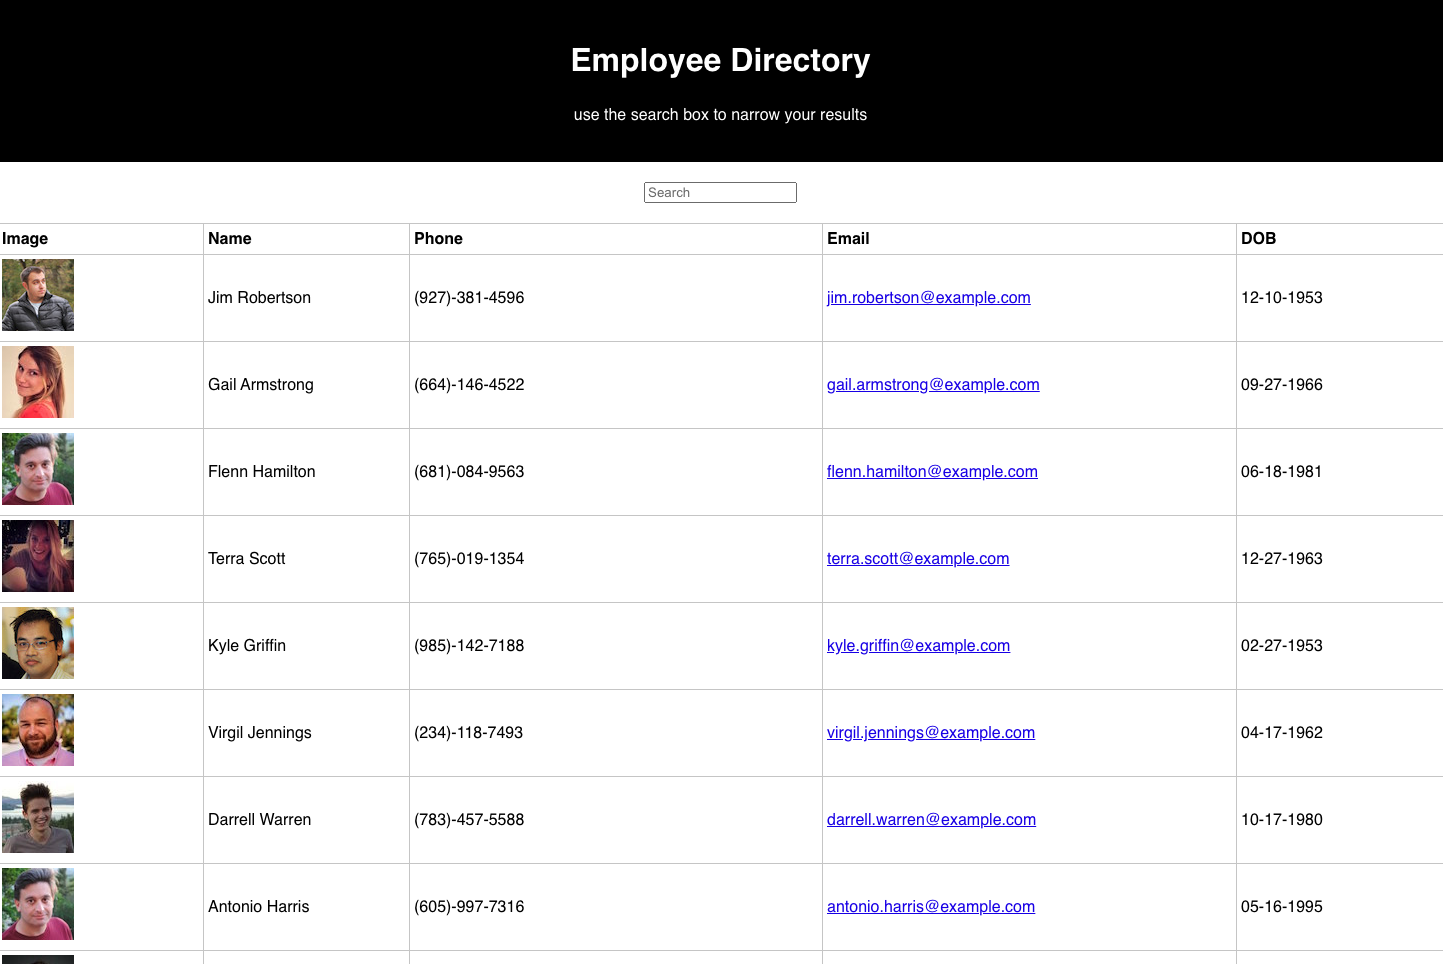 Employee Directory
use the search box to narrow your results
Search
Image Name Phone Email DOB
Jim Robertson (927)-381-4596 jim.robertson@example.com 12-10-1953
Gail Armstrong (664)-146-4522 gail.armstrong@example.com 09-27-1966
Flenn Hamilton (681)-084-9563 flenn.hamilton@example.com 06-18-1981
Terra Scott (765)-019-1354 terra.scott@example.com 12-27-1963
Kyle Griffin (985)-142-7188 kyle.griffin@example.com 02-27-1953
Virgil Jennings (234)-118-7493 virgil.jennings@example.com 04-17-1962
Darrell Warren (783)-457-5588 darrell.warren@example.com 10-17-1980
Antonio Harris (605)-997-7316 antonio.harris@example.com 05-16-1995